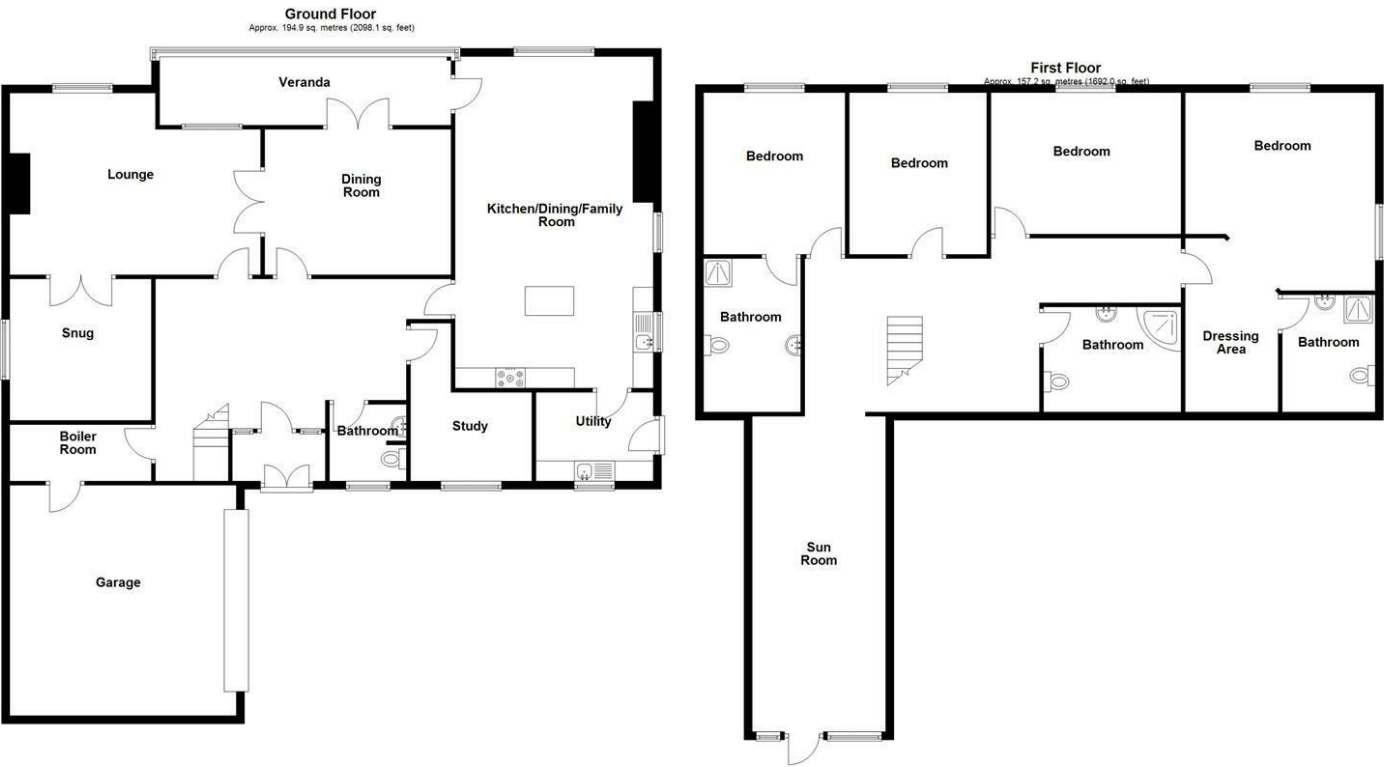 Ground Floor
Approx. 194.9 sq. metres (2098.1 sq. feet)
Veranda
Lounge
Dining
Room
Kitchen/Dining/Family
Room
Snug
Boiler
Room
Bathroom
Study
Utility
Garage
First Floor
Approx. 157.2 sq. metres (1692.0 sq. feet)
Bedroom
Bedroom
Bedroom
Bedroom
Bathroom
Bathroom
Dressing
Area
Bathroom
Sun
Room